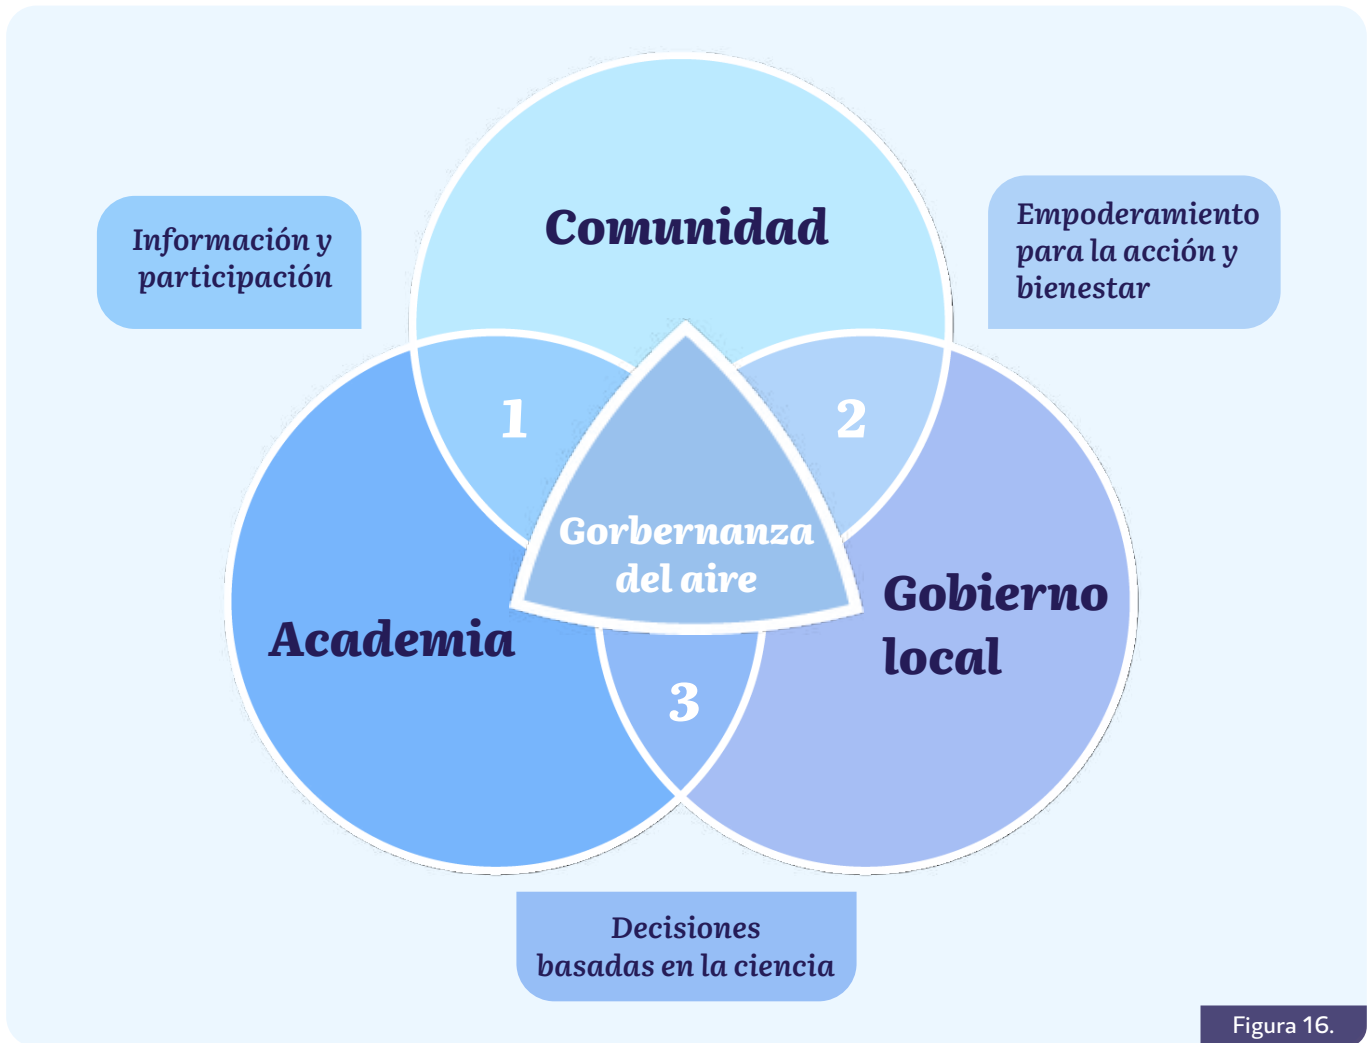 Comunidad
Información y
participación
Empoderamiento
para la acción y
bienestar
1
2
Gorbernanza
del aire
Academia
Gobierno
local
3
Decisiones
basadas en la ciencia
Figura 16.